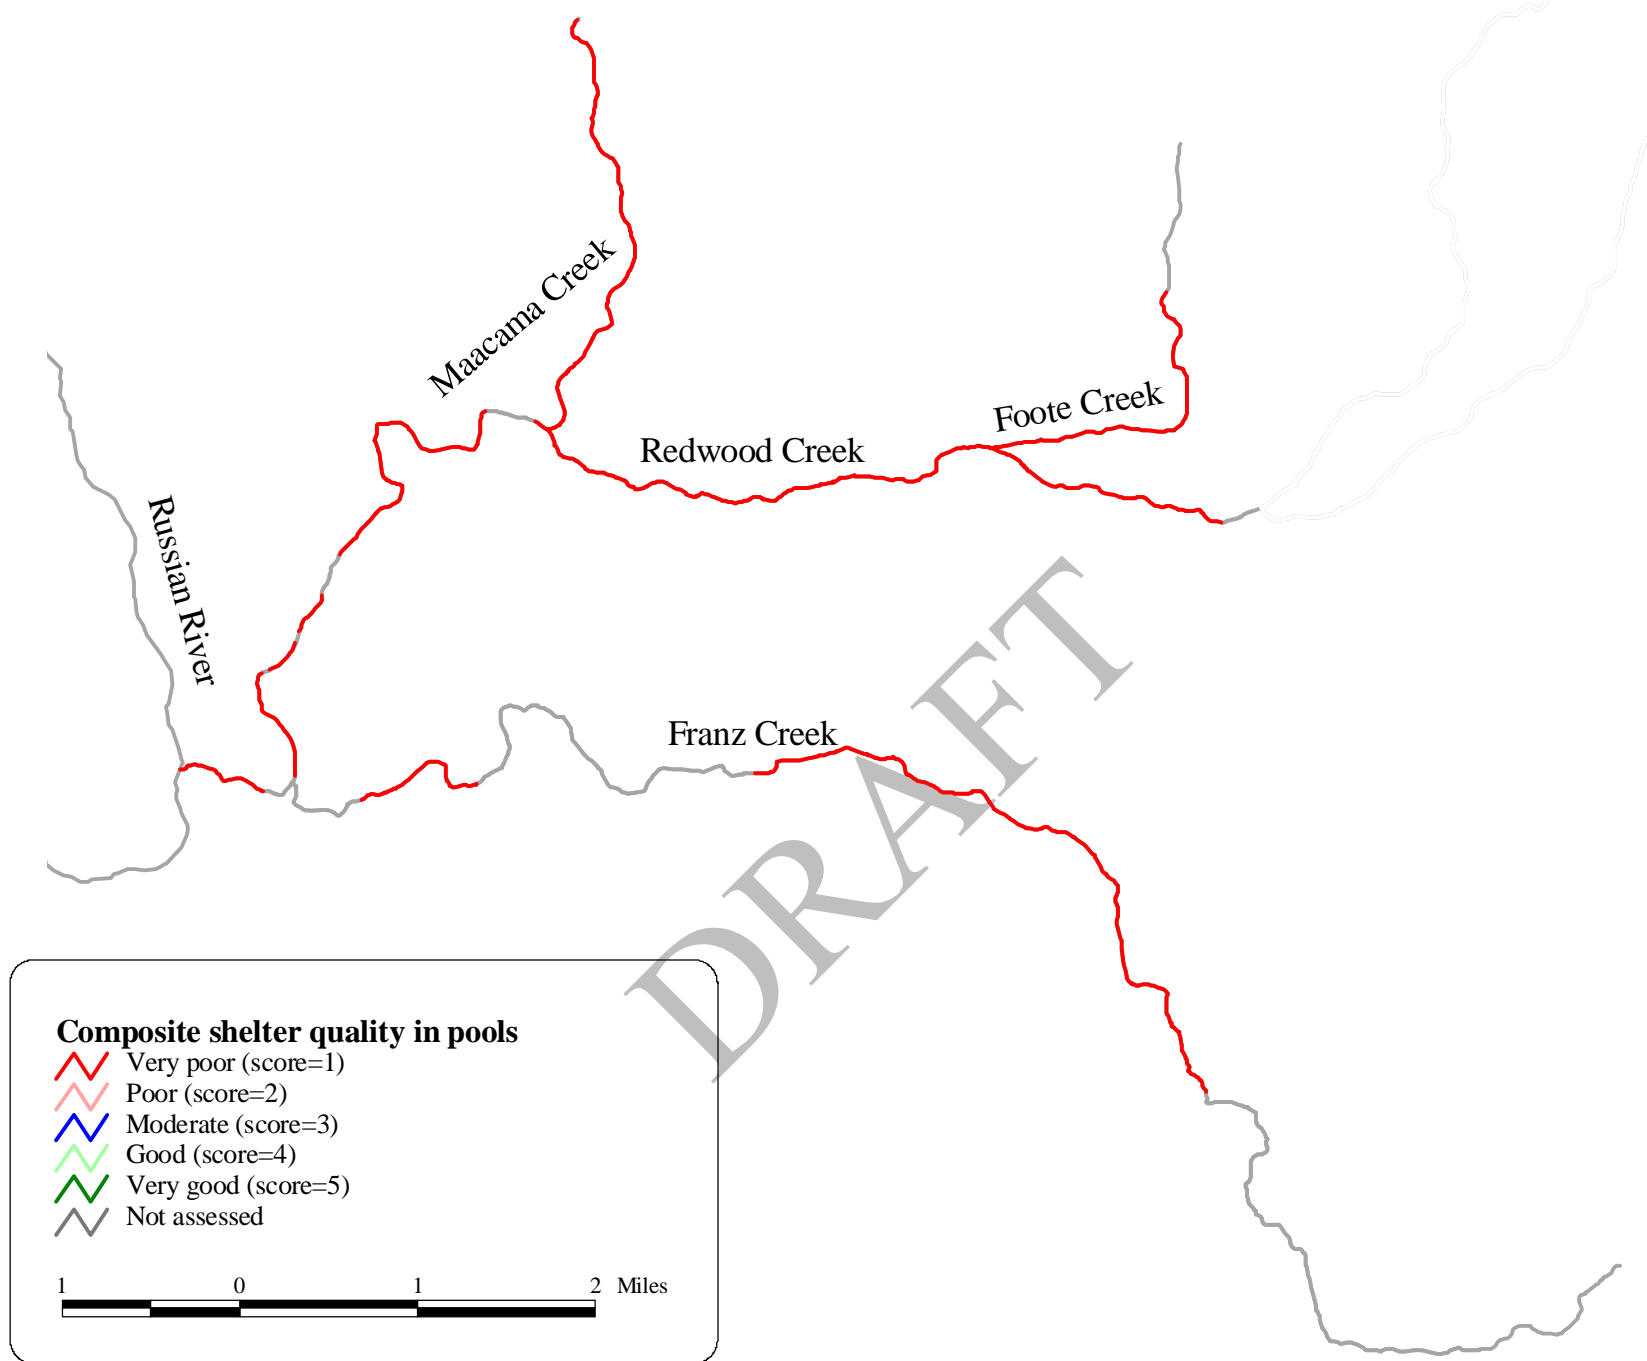 Maacama Creek
Foote Creek
Redwood Creek
Russian River
Franz Creek
DRAFT
Composite shelter quality in pools
Very poor (score=1)
Poor (score=2)
Moderate (score=3)
Good (score=4)
Very good (score=5)
Not assessed
1 0 1 2 Miles